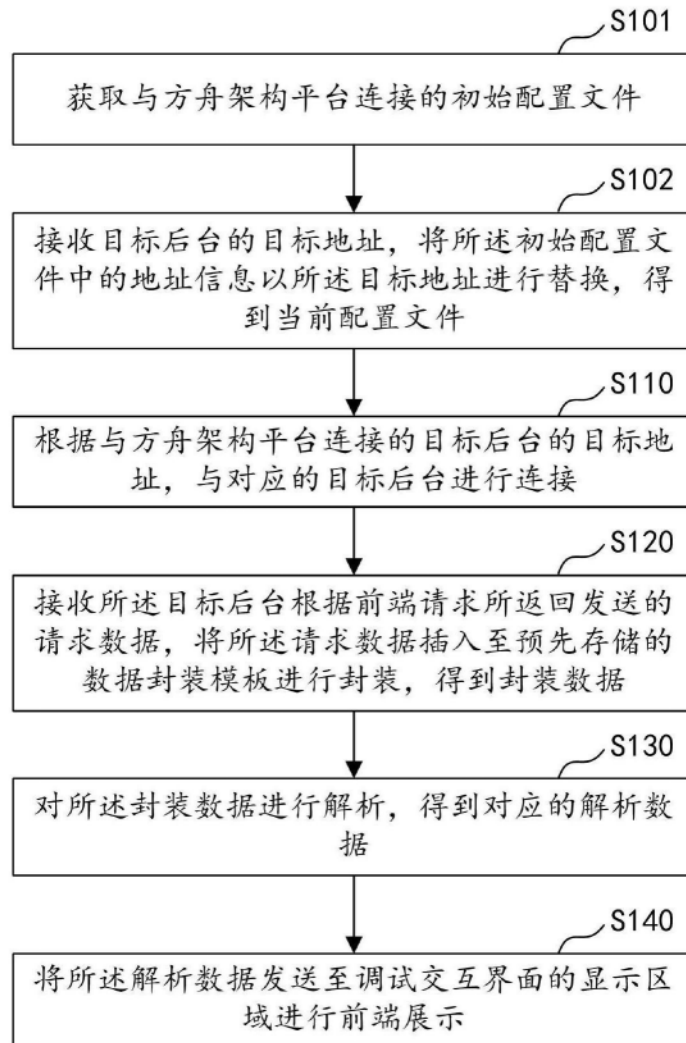 S101
获取与方舟架构平台连接的初始配置文件
S102
接收目标后台的目标地址，将所述初始配置文
件中的地址信息以所述目标地址进行替换，得
到当前配置文件
S110
根据与方舟架构平台连接的目标后台的目标地
址，与对应的目标后台进行连接
S120
接收所述目标后台根据前端请求所返回发送的
请求数据，将所述请求数据插入至预先存储的
数据封装模板进行封装，得到封装数据
S130
对所述封装数据进行解析，得到对应的解析数
据
S140
将所述解析数据发送至调试交互界面的显示区
域进行前端展示